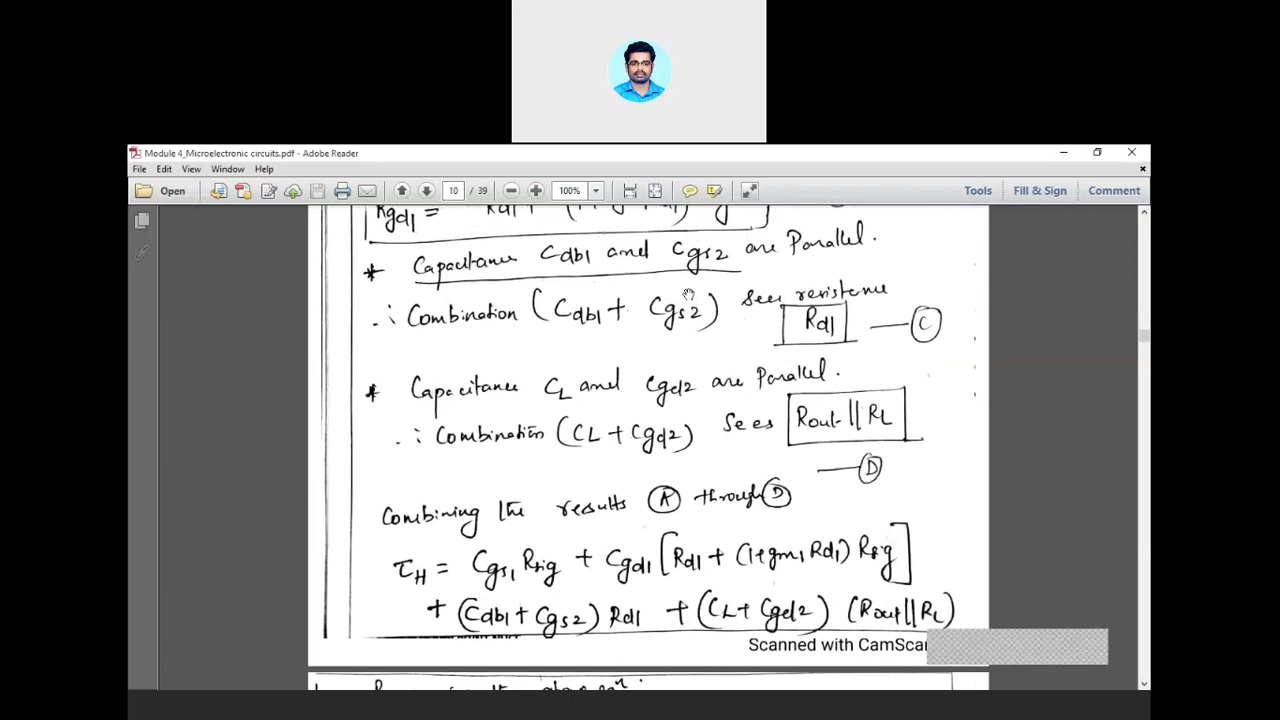 Module 4_Microelectronic circuits.pdf - Adobe Reader
File Edit View Window Help
Open 10 / 39 100% Tools Fill & Sign Comment
Rgd1 =
* Capacitance Cdb1 and Cgs2 are Parallel.
∴ Combination (Cdb1 + Cgs2) sees resistence Rd1 — C
* Capacitance CL and Cgd2 are Parallel.
∴ Combination (CL + Cgd2) Sees Rout || RL
— D
Combining the results A through D
τH = Cgs1 Rsig + Cgd1 [Rd1 + (1+gm1 Rd1) Rsig]
+ (Cdb1 + Cgs2) Rd1 + (CL + Cgd2) (Rout || RL)
Scanned with CamScan